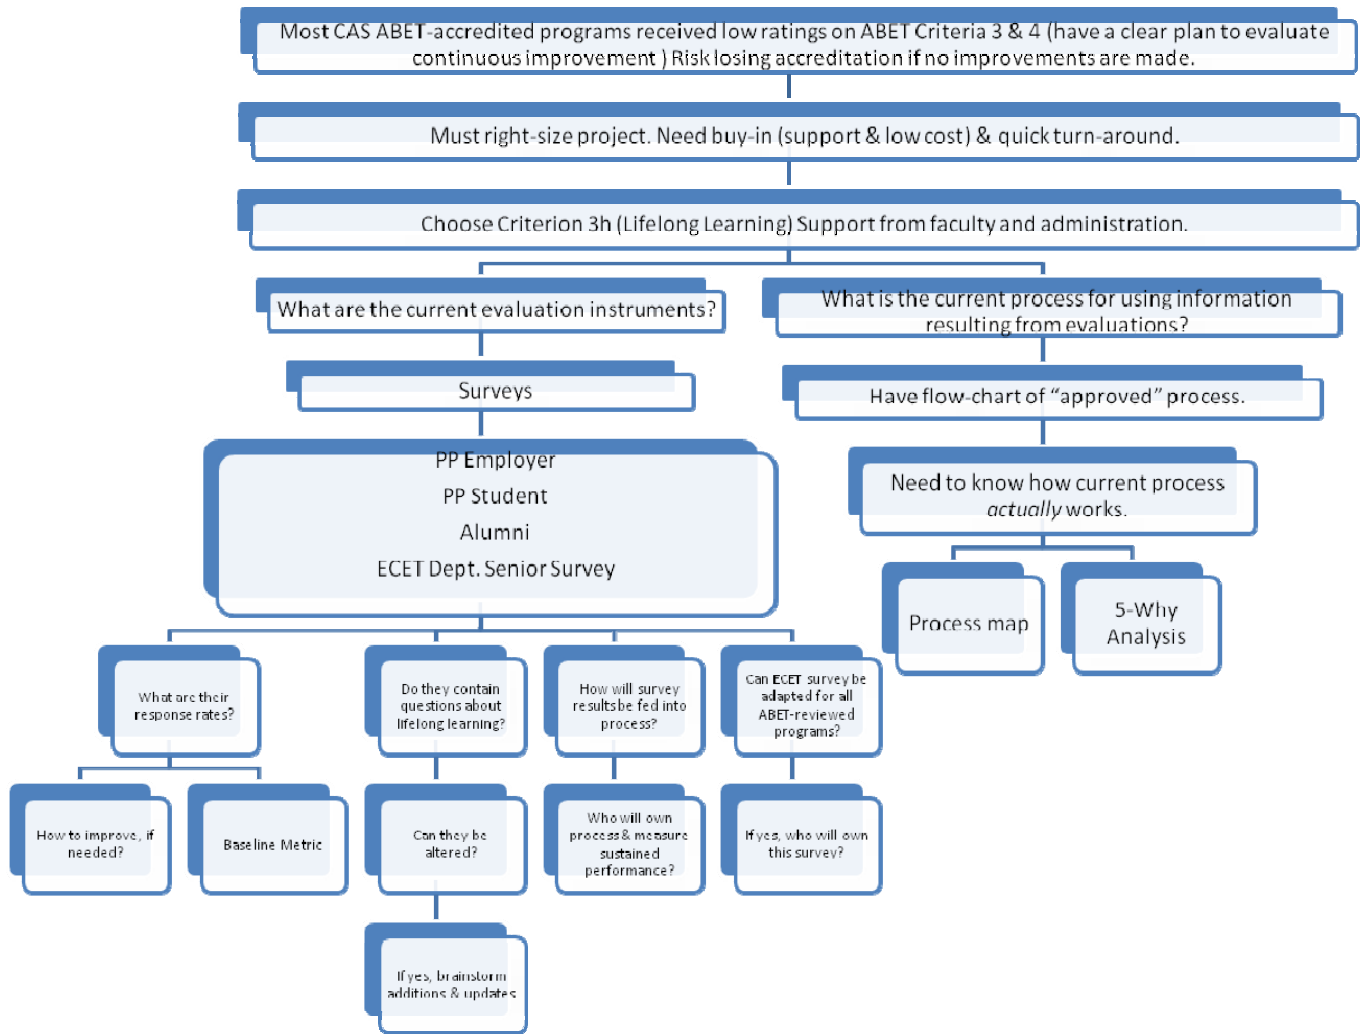 Most CAS ABET-accredited programs received low ratings on ABET Criteria 3 & 4 (have a clear plan to evaluate
continuous improvement ) Risk losing accreditation if no improvements are made.
Must right-size project. Need buy-in (support & low cost) & quick turn-around.
Choose Criterion 3h (Lifelong Learning) Support from faculty and administration.
What are the current evaluation instruments?
What is the current process for using information
resulting from evaluations?
Surveys
Have flow-chart of “approved” process.
PP Employer
PP Student
Alumni
ECET Dept. Senior Survey
Need to know how current process
actually works.
Process map
5-Why
Analysis
What are their
response rates?
Do they contain
questions about
lifelong learning?
How will survey
results be fed into
process?
Can ECET survey be
adapted for all
ABET-reviewed
programs?
How to improve, if
needed?
Baseline Metric
Can they be
altered?
Who will own
process & measure
sustained
performance?
If yes, who will own
this survey?
If yes, brainstorm
additions & updates